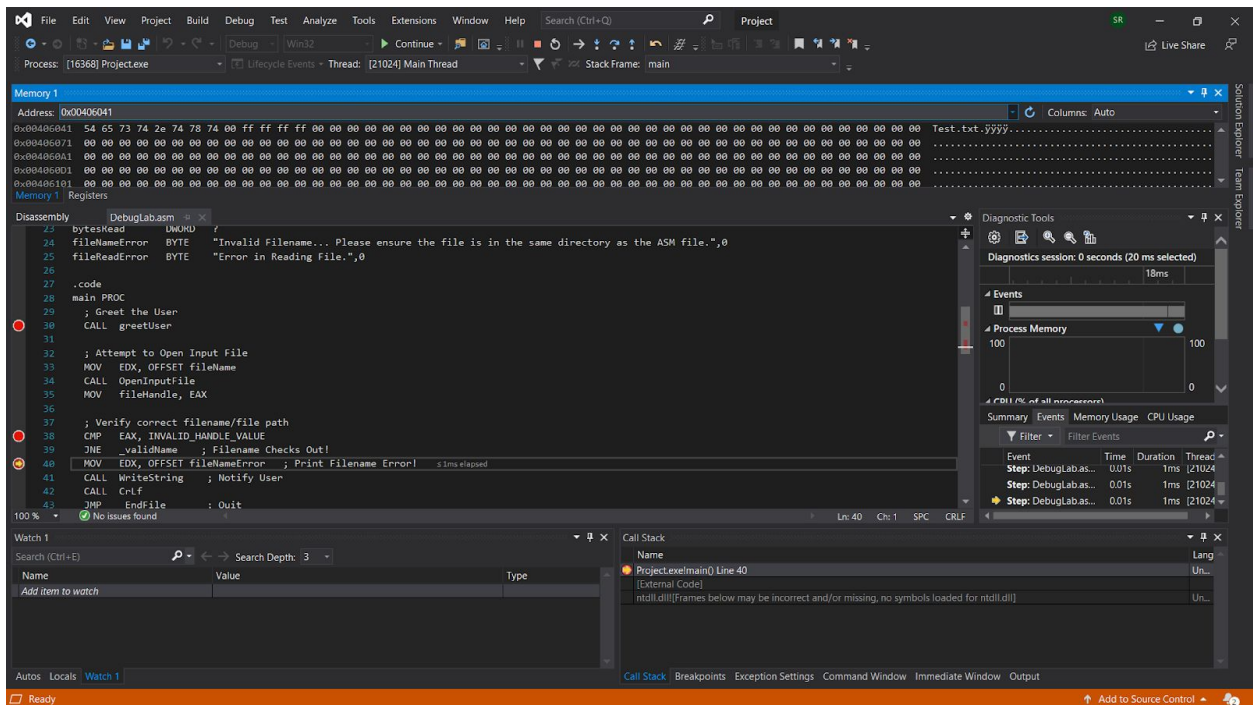 File Edit View Project Build Debug Test Analyze Tools Extensions Window Help Search (Ctrl+Q) Project SR
Debug Win32 Continue Live Share
Process: [16368] Project.exe Lifecycle Events Thread: [21024] Main Thread Stack Frame: main
Memory 1
Address: 0x00406041 Columns: Auto
0x00406041 54 65 73 74 2e 74 78 74 00 ff ff ff ff 00 00 00 00 00 00 00 00 00 00 00 00 00 00 00 00 00 00 00 00 00 00 00 00 00 00 00 00 00 00 00 00 00 00 00 Test.txt.ÿÿÿÿ...................................
0x00406071 00 00 00 00 00 00 00 00 00 00 00 00 00 00 00 00 00 00 00 00 00 00 00 00 00 00 00 00 00 00 00 00 00 00 00 00 00 00 00 00 00 00 00 00 00 00 00 00 ................................................
0x004060A1 00 00 00 00 00 00 00 00 00 00 00 00 00 00 00 00 00 00 00 00 00 00 00 00 00 00 00 00 00 00 00 00 00 00 00 00 00 00 00 00 00 00 00 00 00 00 00 00 ................................................
0x004060D1 00 00 00 00 00 00 00 00 00 00 00 00 00 00 00 00 00 00 00 00 00 00 00 00 00 00 00 00 00 00 00 00 00 00 00 00 00 00 00 00 00 00 00 00 00 00 00 00 ................................................
0x00406101 00 00 00 00 00 00 00 00 00 00 00 00 00 00 00 00 00 00 00 00 00 00 00 00 00 00 00 00 00 00 00 00 00 00 00 00 00 00 00 00 00 00 00 00 00 00 00 00 ................................................
Memory 1 Registers
Solution Explorer
Team Explorer
Disassembly DebugLab.asm
23 bytesRead DWORD ?
24 fileNameError BYTE "Invalid Filename... Please ensure the file is in the same directory as the ASM file.",0
25 fileReadError BYTE "Error in Reading File.",0
26
27 .code
28 main PROC
29 ; Greet the User
30 CALL greetUser
31
32 ; Attempt to Open Input File
33 MOV EDX, OFFSET fileName
34 CALL OpenInputFile
35 MOV fileHandle, EAX
36
37 ; Verify correct filename/file path
38 CMP EAX, INVALID_HANDLE_VALUE
39 JNE _validName ; Filename Checks Out!
40 MOV EDX, OFFSET fileNameError ; Print Filename Error! ≤1ms elapsed
41 CALL WriteString ; Notify User
42 CALL CrLf
43 JMP _EndFile ; Quit
100 % No issues found Ln: 40 Ch: 1 SPC CRLF
Diagnostic Tools
Diagnostics session: 0 seconds (20 ms selected)
18ms
Events
Process Memory
100 100
0 0
CPU (% of all processors)
Summary Events Memory Usage CPU Usage
Filter Filter Events
Event Time Duration Thread
Step: DebugLab.as... 0.01s 1ms [21024
Step: DebugLab.as... 0.01s 1ms [21024
Step: DebugLab.as... 0.01s 1ms [21024
Watch 1
Search (Ctrl+E) Search Depth: 3
Name Value Type
Add item to watch
Autos Locals Watch 1
Call Stack
Name Lang
Project.exe!main() Line 40 Un...
[External Code]
ntdll.dll![Frames below may be incorrect and/or missing, no symbols loaded for ntdll.dll] Un...
Call Stack Breakpoints Exception Settings Command Window Immediate Window Output
Ready Add to Source Control 2